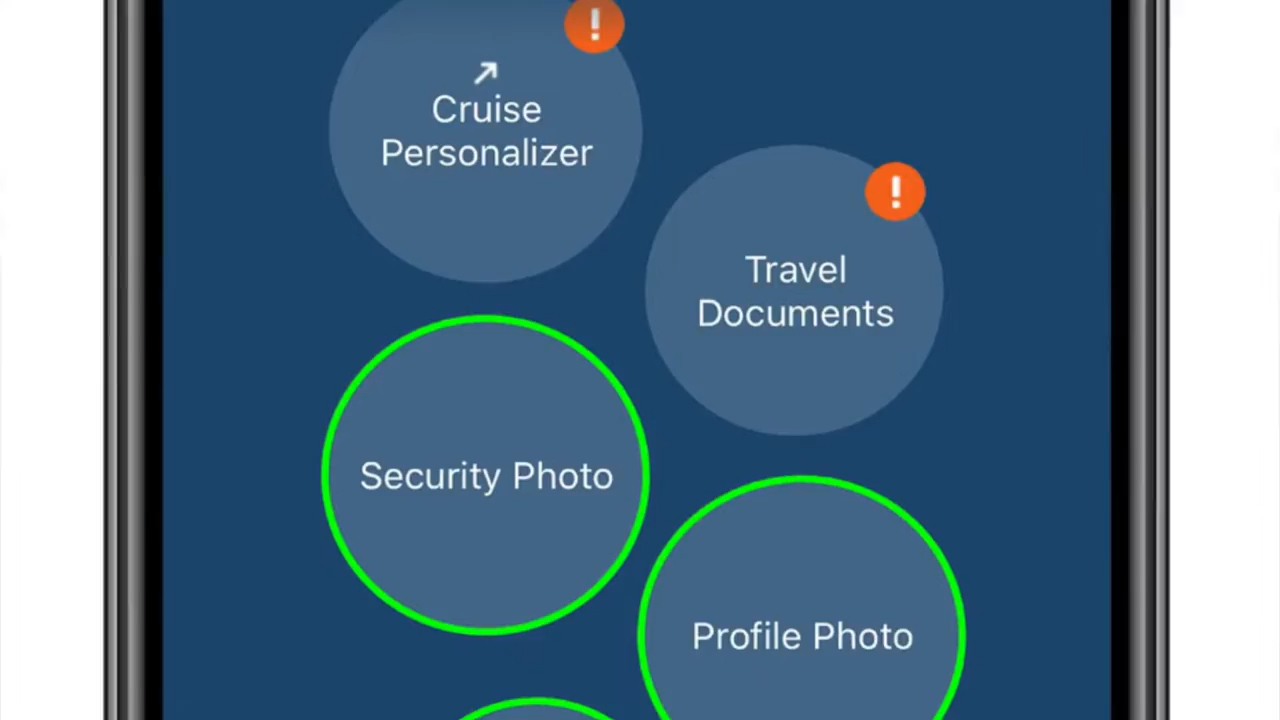 !
Cruise
Personalizer
!
Travel
Documents
Security Photo
Profile Photo